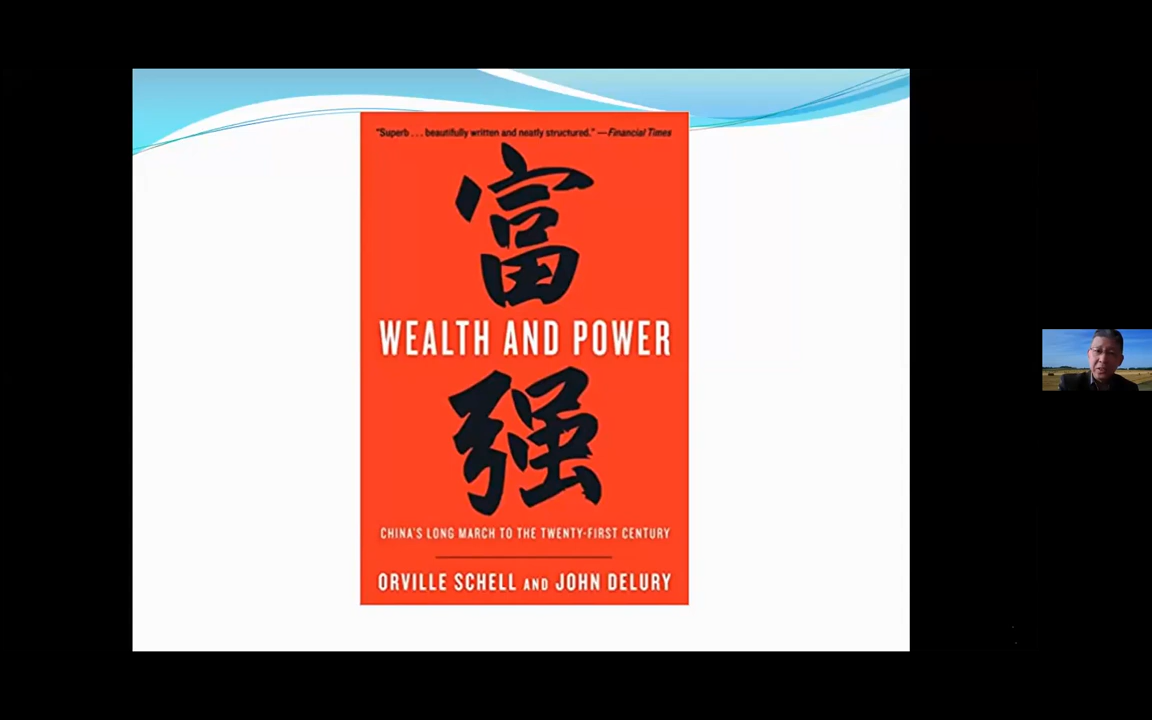 "Superb . . . beautifully written and neatly structured." —Financial Times
富
WEALTH AND POWER
强
CHINA'S LONG MARCH TO THE TWENTY-FIRST CENTURY
ORVILLE SCHELL AND JOHN DELURY